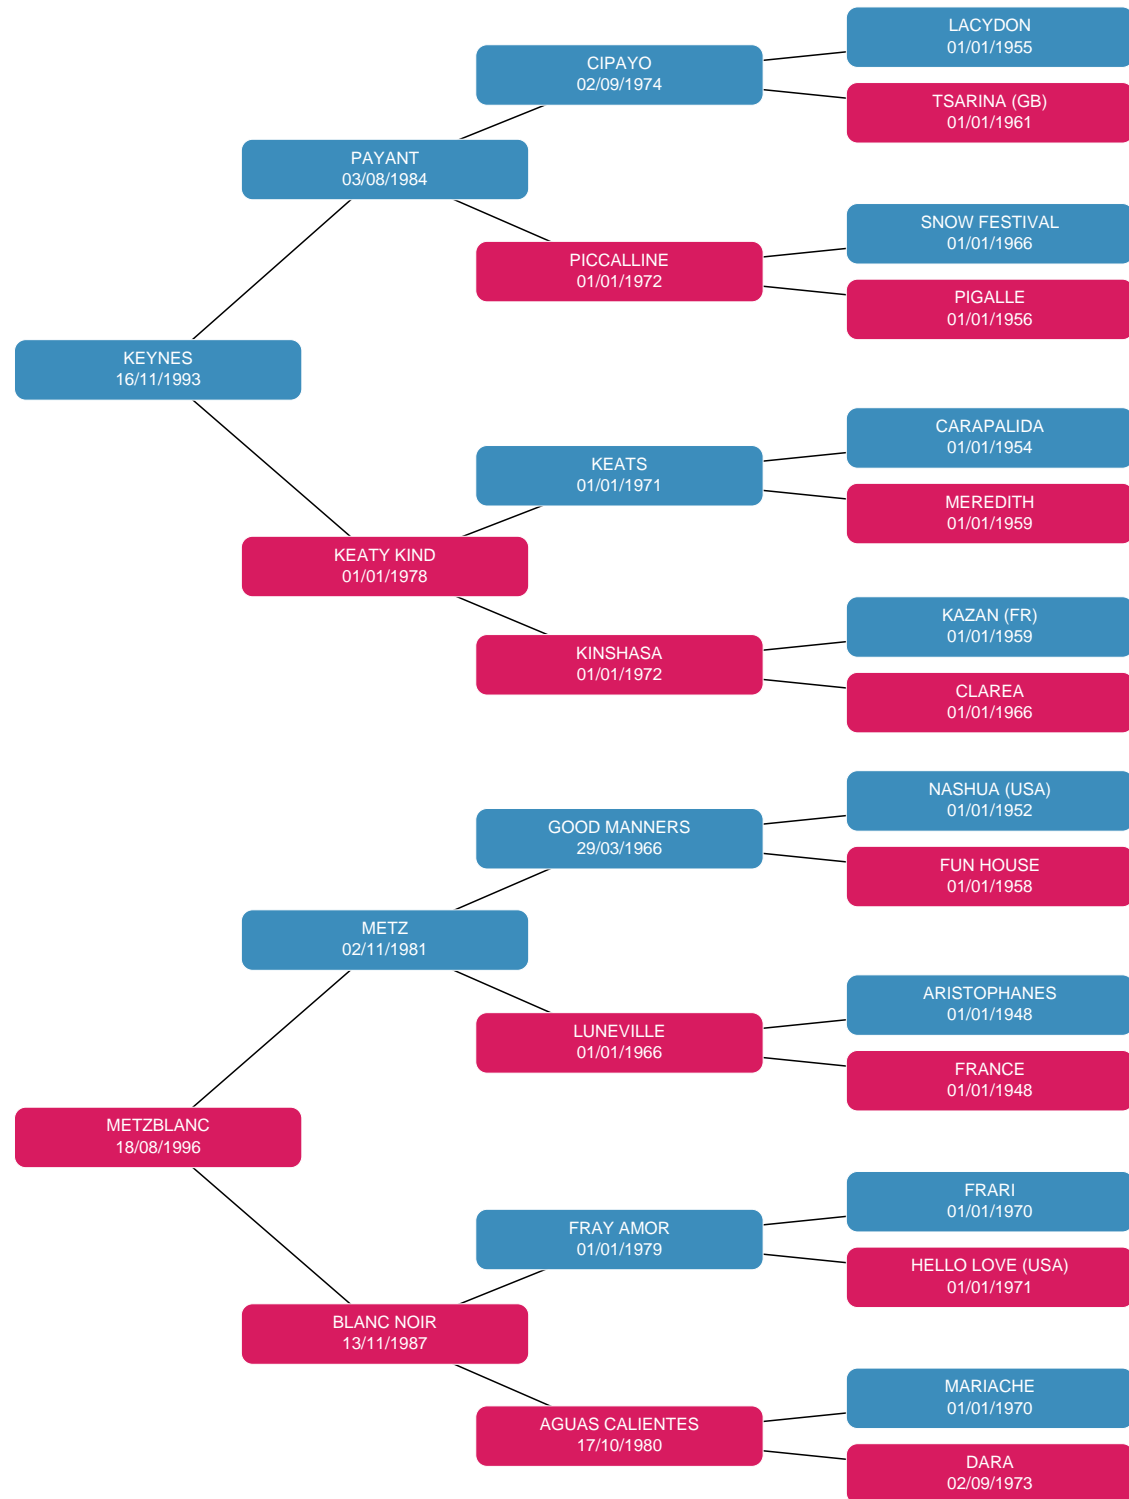 LACYDON
01/01/1955
CIPAYO
02/09/1974
TSARINA (GB)
01/01/1961
PAYANT
03/08/1984
SNOW FESTIVAL
01/01/1966
PICCALLINE
01/01/1972
PIGALLE
01/01/1956
KEYNES
16/11/1993
CARAPALIDA
01/01/1954
KEATS
01/01/1971
MEREDITH
01/01/1959
KEATY KIND
01/01/1978
KAZAN (FR)
01/01/1959
KINSHASA
01/01/1972
CLAREA
01/01/1966
NASHUA (USA)
01/01/1952
GOOD MANNERS
29/03/1966
FUN HOUSE
01/01/1958
METZ
02/11/1981
ARISTOPHANES
01/01/1948
LUNEVILLE
01/01/1966
FRANCE
01/01/1948
METZBLANC
18/08/1996
FRARI
01/01/1970
FRAY AMOR
01/01/1979
HELLO LOVE (USA)
01/01/1971
BLANC NOIR
13/11/1987
MARIACHE
01/01/1970
AGUAS CALIENTES
17/10/1980
DARA
02/09/1973